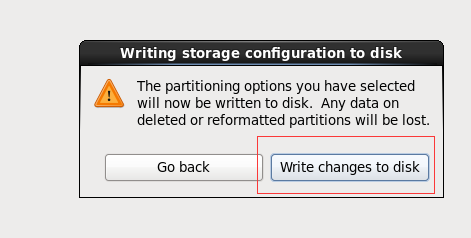 Writing storage configuration to disk
The partitioning options you have selected
will now be written to disk.  Any data on
deleted or reformatted partitions will be lost.
Go back
Write changes to disk